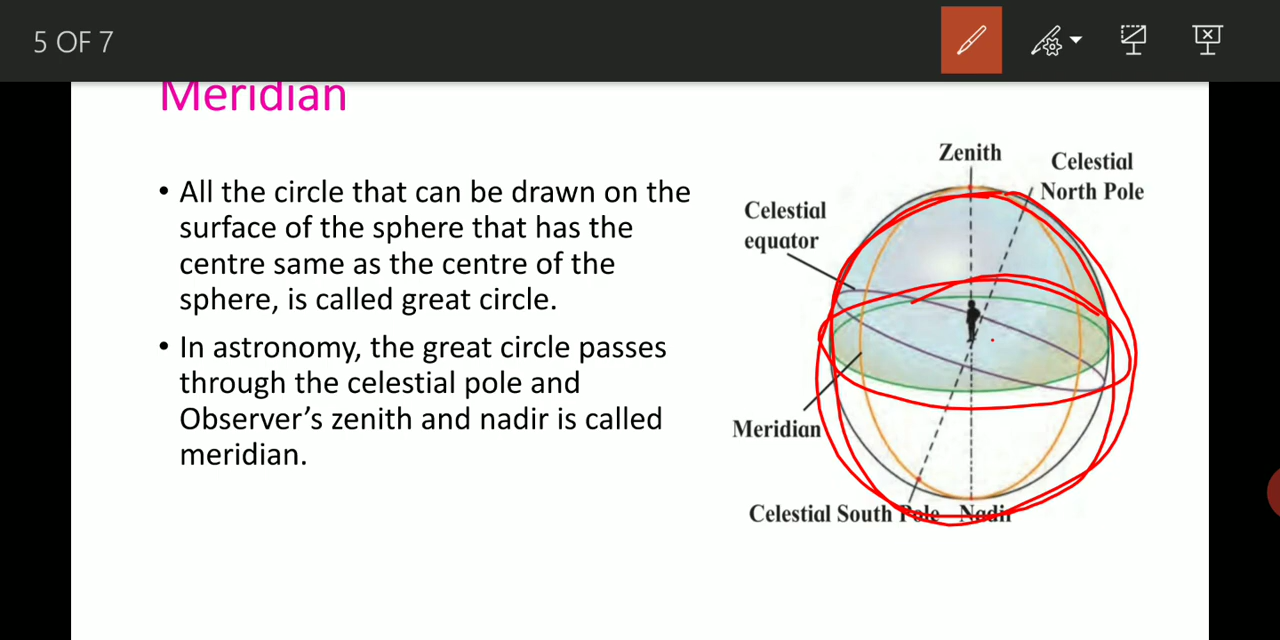 5 OF 7
Meridian
• All the circle that can be drawn on the
surface of the sphere that has the
centre same as the centre of the
sphere, is called great circle.
• In astronomy, the great circle passes
through the celestial pole and
Observer's zenith and nadir is called
meridian.
Zenith
Celestial
North Pole
Celestial
equator
Meridian
Celestial South Pole
Nadir